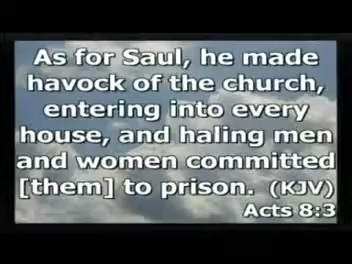 As for Saul, he made
havock of the church,
entering into every
house, and haling men
and women committed
[them] to prison. (KJV)
Acts 8:3